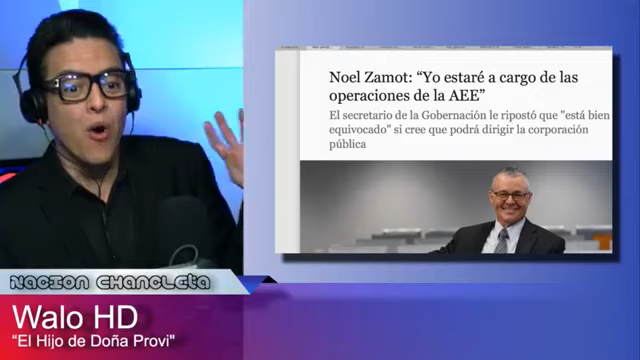 Noel Zamot: “Yo estaré a cargo de las
operaciones de la AEE”
El secretario de la Gobernación le ripostó que "está bien
equivocado" si cree que podrá dirigir la corporación
pública
NACION CHANCLETA
Walo HD
“El Hijo de Doña Provi"